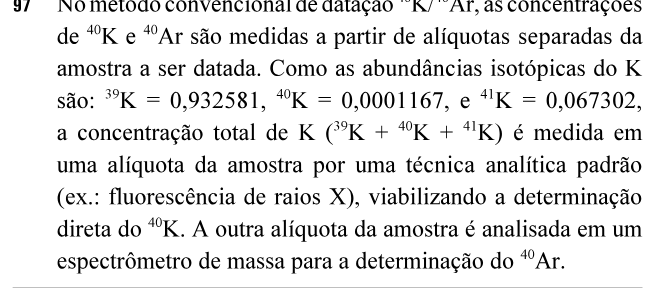 97 No método convencional de datação ⁴⁰K/⁴⁰Ar, as concentrações
de ⁴⁰K e ⁴⁰Ar são medidas a partir de alíquotas separadas da
amostra a ser datada. Como as abundâncias isotópicas do K
são: ³⁹K = 0,932581, ⁴⁰K = 0,0001167, e ⁴¹K = 0,067302,
a concentração total de K (³⁹K + ⁴⁰K + ⁴¹K) é medida em
uma alíquota da amostra por uma técnica analítica padrão
(ex.: fluorescência de raios X), viabilizando a determinação
direta do ⁴⁰K. A outra alíquota da amostra é analisada em um
espectrômetro de massa para a determinação do ⁴⁰Ar.